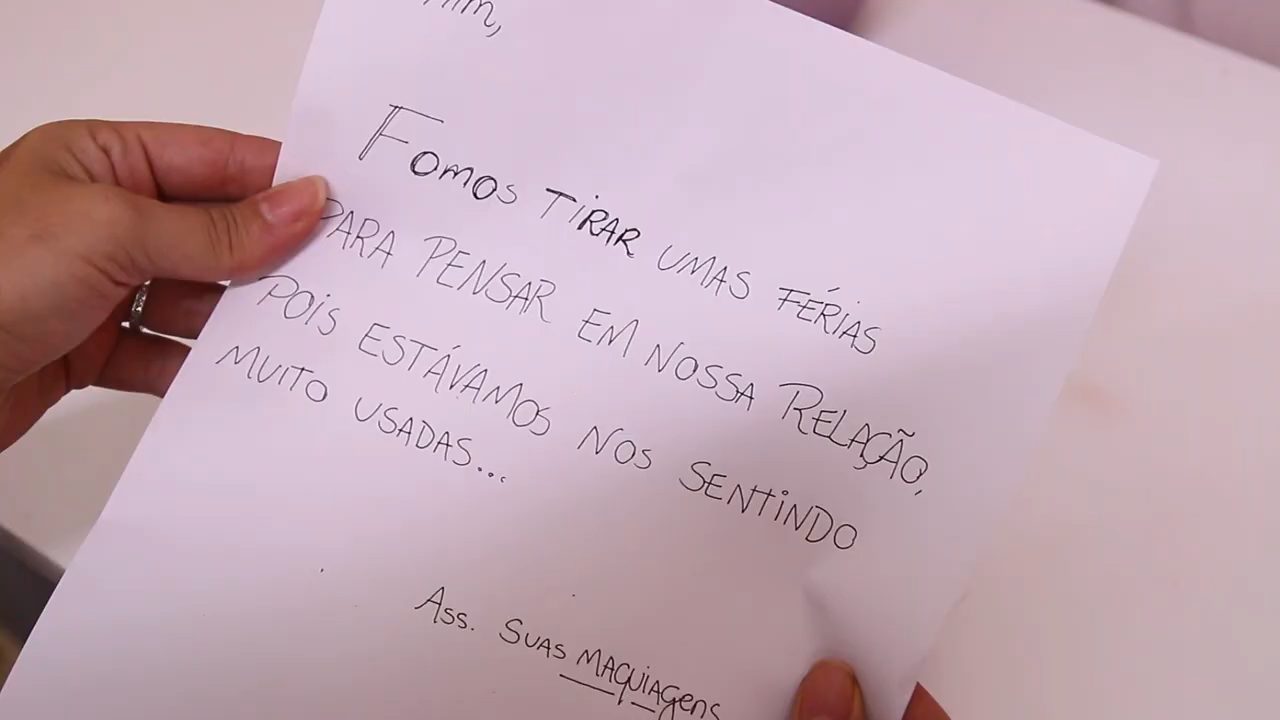 Fomos TiRAR UMAS FÉRIAS
PARA PENSAR EM NOSSA RELAÇÃO,
POiS ESTÁVAMOS NOS SENTiNDO
MUITO USADAS...
Ass. SUAS MAQUiAgens